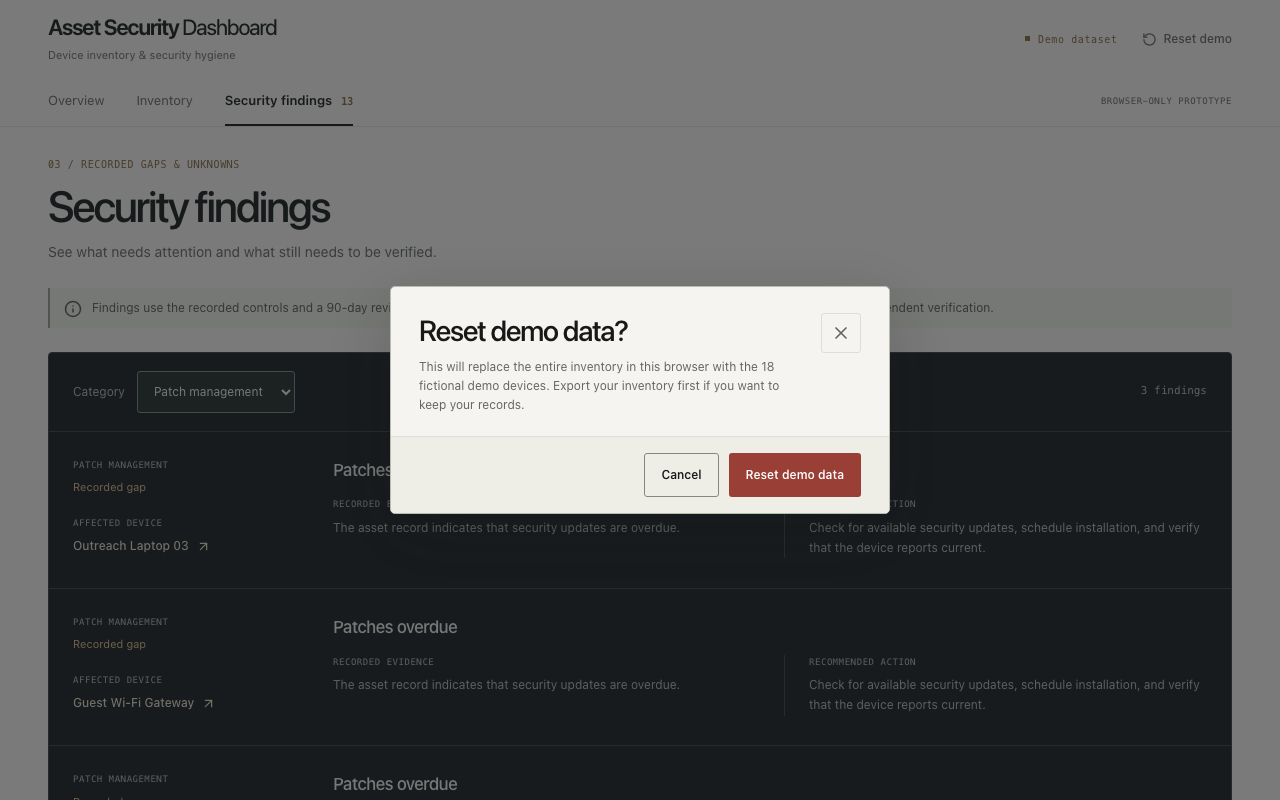 Asset Security Dashboard
Device inventory & security hygiene
Demo dataset
Reset demo
Overview
Inventory
Security findings 13
BROWSER-ONLY PROTOTYPE
03 / RECORDED GAPS & UNKNOWNS
Security findings
See what needs attention and what still needs to be verified.
Findings use the recorded controls and a 90-day
verification.
Reset demo data?
This will replace the entire inventory in this browser with the 18
fictional demo devices. Export your inventory first if you want to
keep your records.
Cancel
Reset demo data
Category
Patch management
3 findings
PATCH MANAGEMENT
Recorded gap
AFFECTED DEVICE
Outreach Laptop 03
Patches
RECORDED
The asset record indicates that security updates are overdue.
Check for available security updates, schedule installation, and verify
that the device reports current.
PATCH MANAGEMENT
Recorded gap
AFFECTED DEVICE
Guest Wi-Fi Gateway
Patches overdue
RECORDED EVIDENCE
The asset record indicates that security updates are overdue.
RECOMMENDED ACTION
Check for available security updates, schedule installation, and verify
that the device reports current.
PATCH MANAGEMENT
Patches overdue